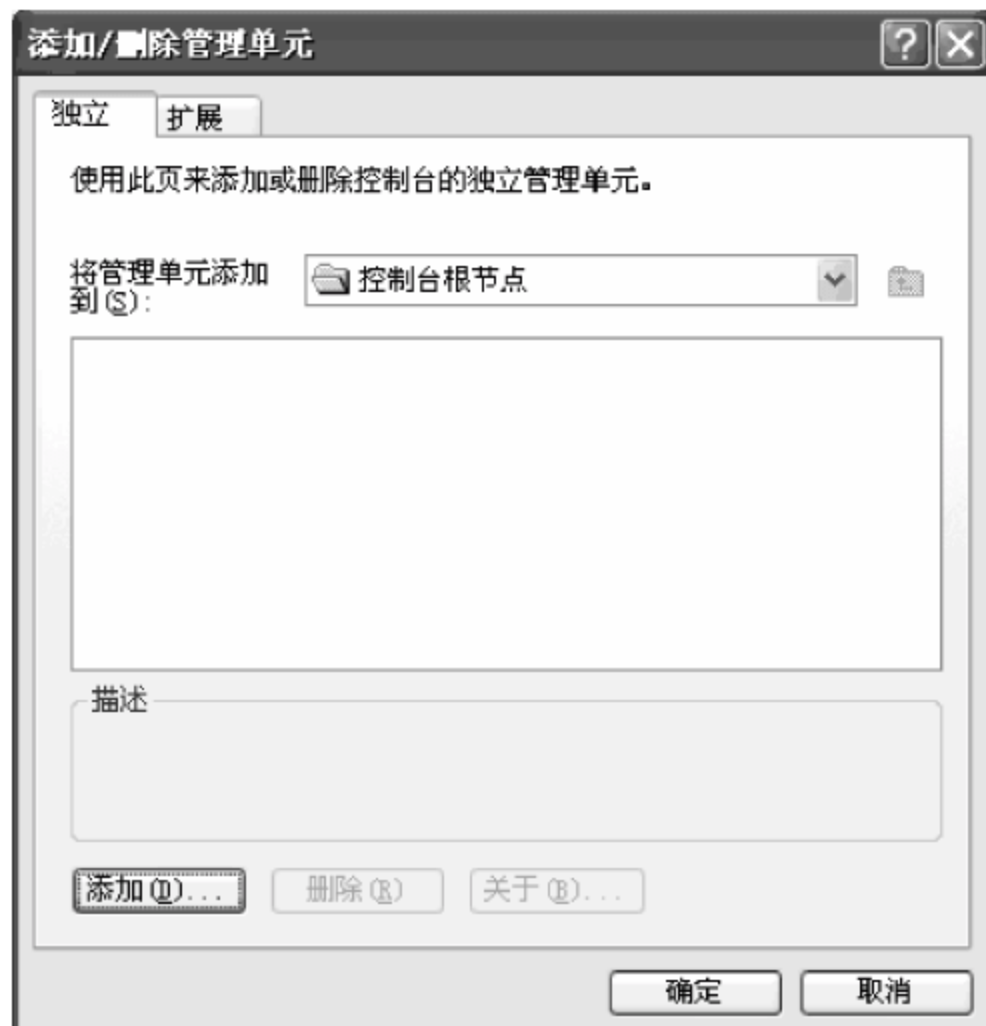 添加/删除管理单元
独立
扩展
使用此页来添加或删除控制台的独立管理单元。
将管理单元添加
到(S):
控制台根节点
描述
添加(D)...
删除(R)
关于(B)...
确定
取消